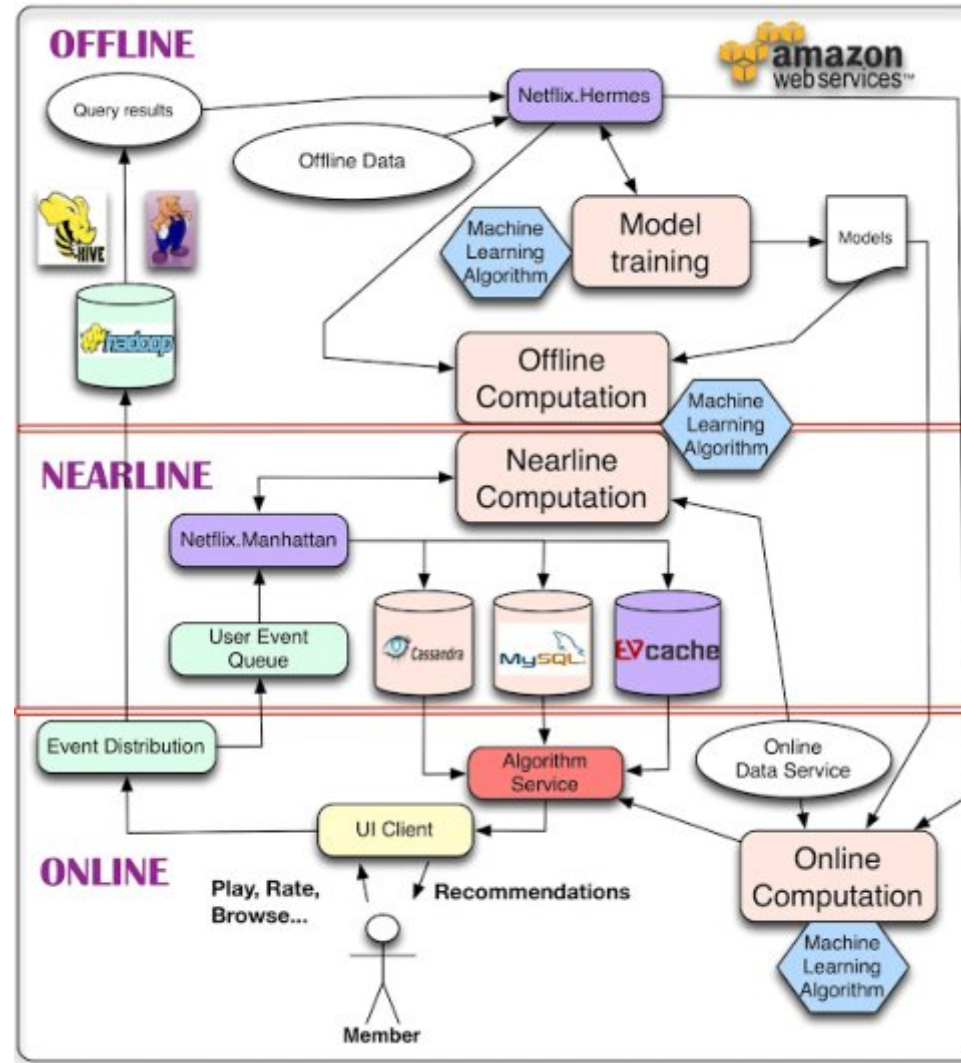 OFFLINE
amazon
web services™
Query results
Netflix.Hermes
Offline Data
HIVE
Machine
Learning
Algorithm
Model
training
Models
hadoop
Offline
Computation
Machine
Learning
Algorithm
NEARLINE
Nearline
Computation
Netflix.Manhattan
User Event
Queue
Cassandra
MySQL
EVcache
Event Distribution
Algorithm
Service
Online
Data Service
UI Client
ONLINE
Play, Rate,
Browse...
Recommendations
Online
Computation
Machine
Learning
Algorithm
Member